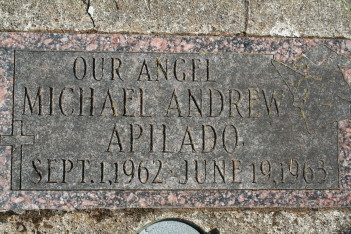 OUR ANGEL
MICHAEL ANDREW
APILADO
SEPT. 1, 1962 - JUNE 19, 1963